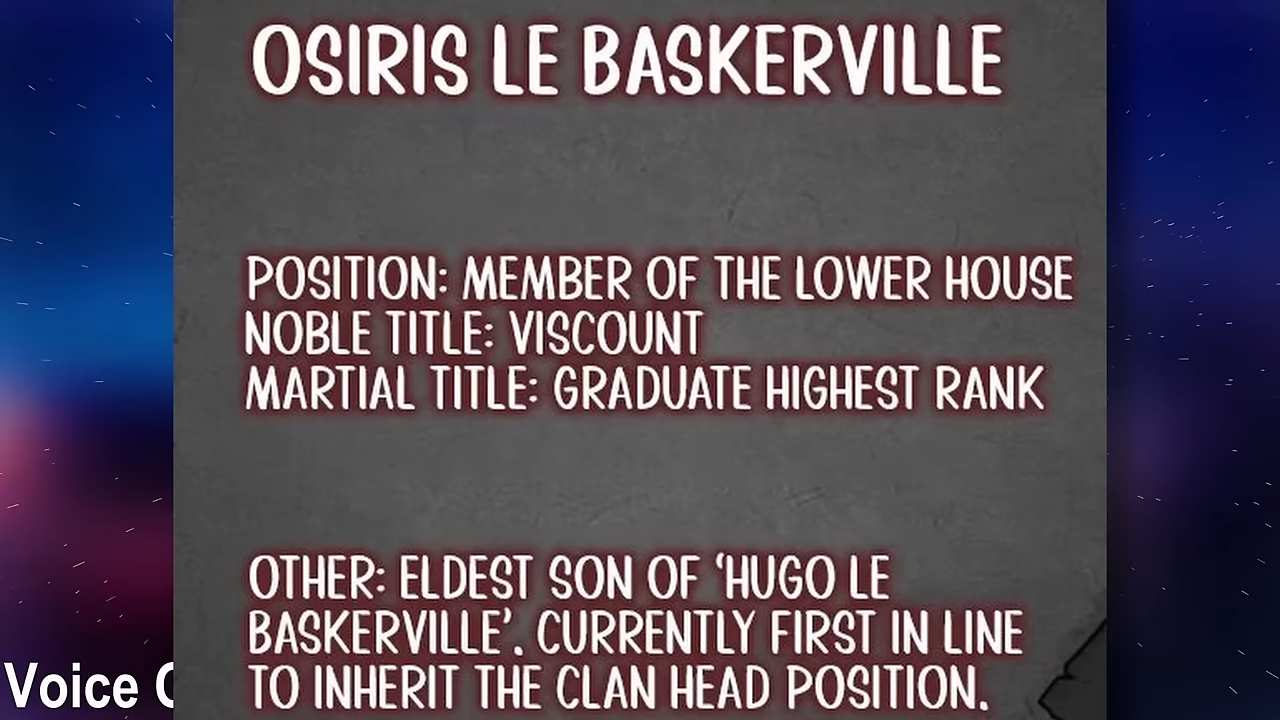 OSIRIS LE BASKERVILLE
POSITION: MEMBER OF THE LOWER HOUSE
NOBLE TITLE: VISCOUNT
MARTIAL TITLE: GRADUATE HIGHEST RANK
OTHER: ELDEST SON OF ‘HUGO LE
BASKERVILLE’. CURRENTLY FIRST IN LINE
TO INHERIT THE CLAN HEAD POSITION.
Voice